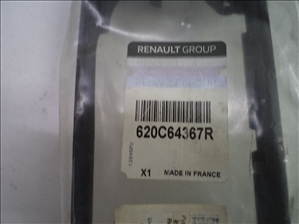 RENAULT GROUP
620C64367R
X1 MADE IN FRANCE